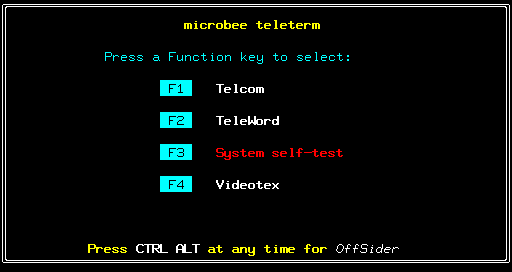 microbee teleterm
Press a Function key to select:
F1 Telcom
F2 TeleWord
F3 System self-test
F4 Videotex
Press CTRL ALT at any time for OffSider